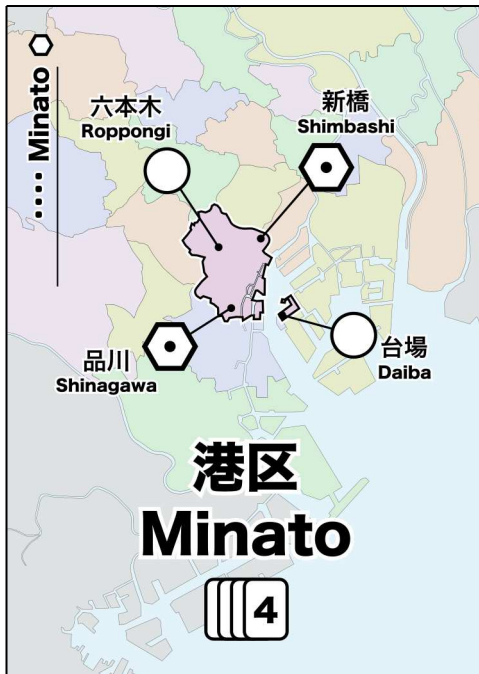 •••• Minato
六本木
Roppongi
新橋
Shimbashi
品川
Shinagawa
台場
Daiba
港区
Minato
4